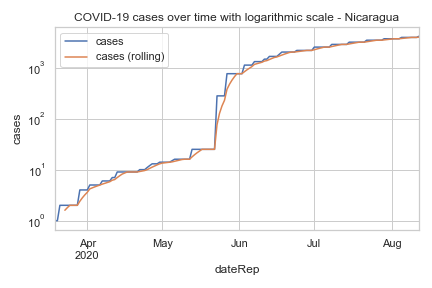 COVID-19 cases over time with logarithmic scale - Nicaragua
cases
cases (rolling)
10³
10²
10¹
10⁰
cases
Apr
2020
May
Jun
Jul
Aug
dateRep